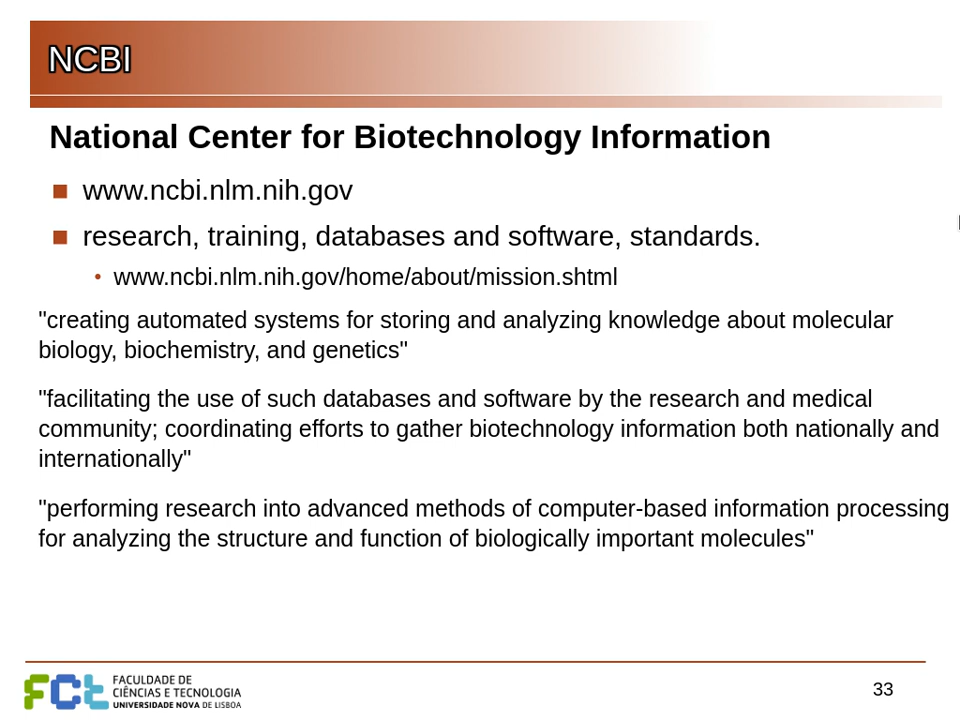 NCBI
National Center for Biotechnology Information
www.ncbi.nlm.nih.gov
research, training, databases and software, standards.
www.ncbi.nlm.nih.gov/home/about/mission.shtml
"creating automated systems for storing and analyzing knowledge about molecular
biology, biochemistry, and genetics"
"facilitating the use of such databases and software by the research and medical
community; coordinating efforts to gather biotechnology information both nationally and
internationally"
"performing research into advanced methods of computer-based information processing
for analyzing the structure and function of biologically important molecules"
FCt
FACULDADE DE
CIÊNCIAS E TECNOLOGIA
UNIVERSIDADE NOVA DE LISBOA
33